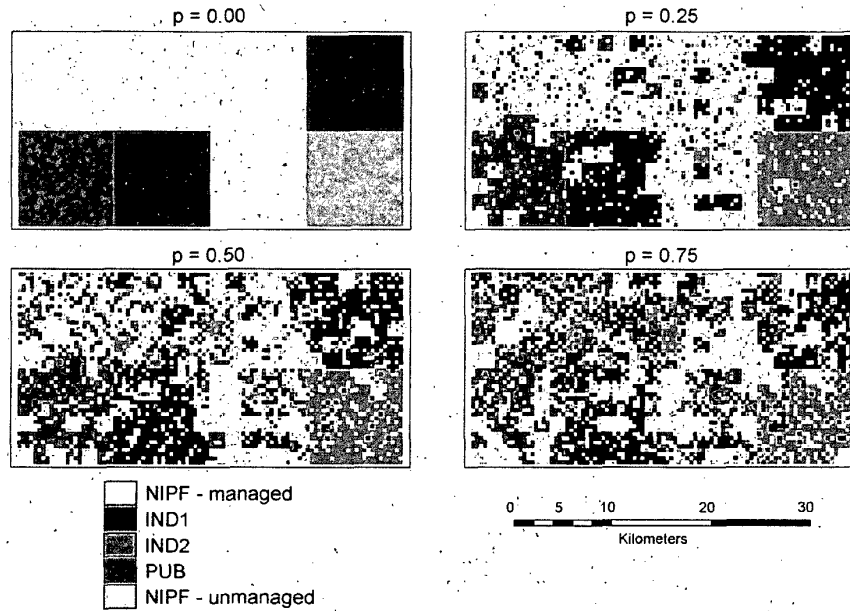 p = 0.00
p = 0.25
p = 0.50
p = 0.75
NIPF - managed
IND1
IND2
PUB
NIPF - unmanaged
0 5 10 20 30
Kilometers